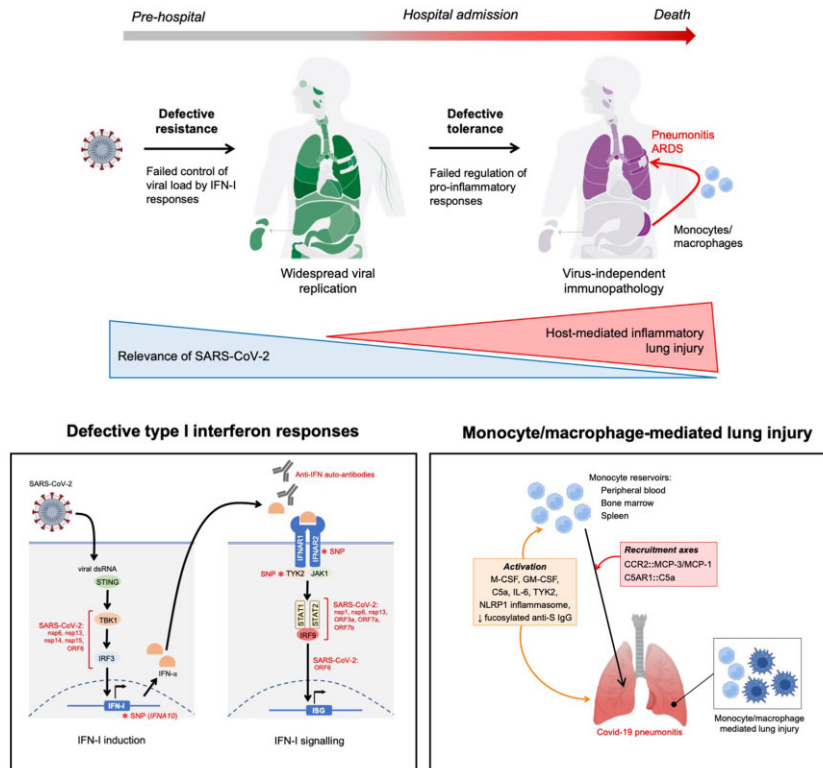 Pre-hospital
Hospital admission
Death
Defective
resistance
Failed control of
viral load by IFN-I
responses
Defective
tolerance
Failed regulation of
pro-inflammatory
responses
Pneumonitis
ARDS
Monocytes/
macrophages
Widespread viral
replication
Virus-independent
immunopathology
Relevance of SARS-CoV-2
Host-mediated inflammatory
lung injury
Defective type I interferon responses
SARS-CoV-2
viral dsRNA
STING
TBK1
SARS-CoV-2:
nsp6, nsp13,
nsp14, nsp15,
ORF6
IRF3
IFN-α
IFN-I
* SNP (IFNA10)
IFN-I induction
Anti-IFN auto-antibodies
IFNAR1
IFNAR2
* SNP
SNP * TYK2
JAK1
STAT1
STAT2
IRF9
SARS-CoV-2:
nsp1, nsp6, nsp13,
ORF3a, ORF7a,
ORF7b
SARS-CoV-2:
ORF6
ISG
IFN-I signalling
Monocyte/macrophage-mediated lung injury
Monocyte reservoirs:
Peripheral blood
Bone marrow
Spleen
Activation
M-CSF, GM-CSF,
C5a, IL-6, TYK2,
NLRP1 inflammasome,
↓ fucosylated anti-S IgG
Recruitment axes
CCR2::MCP-3/MCP-1
C5AR1::C5a
Covid-19 pneumonitis
Monocyte/macrophage
mediated lung injury